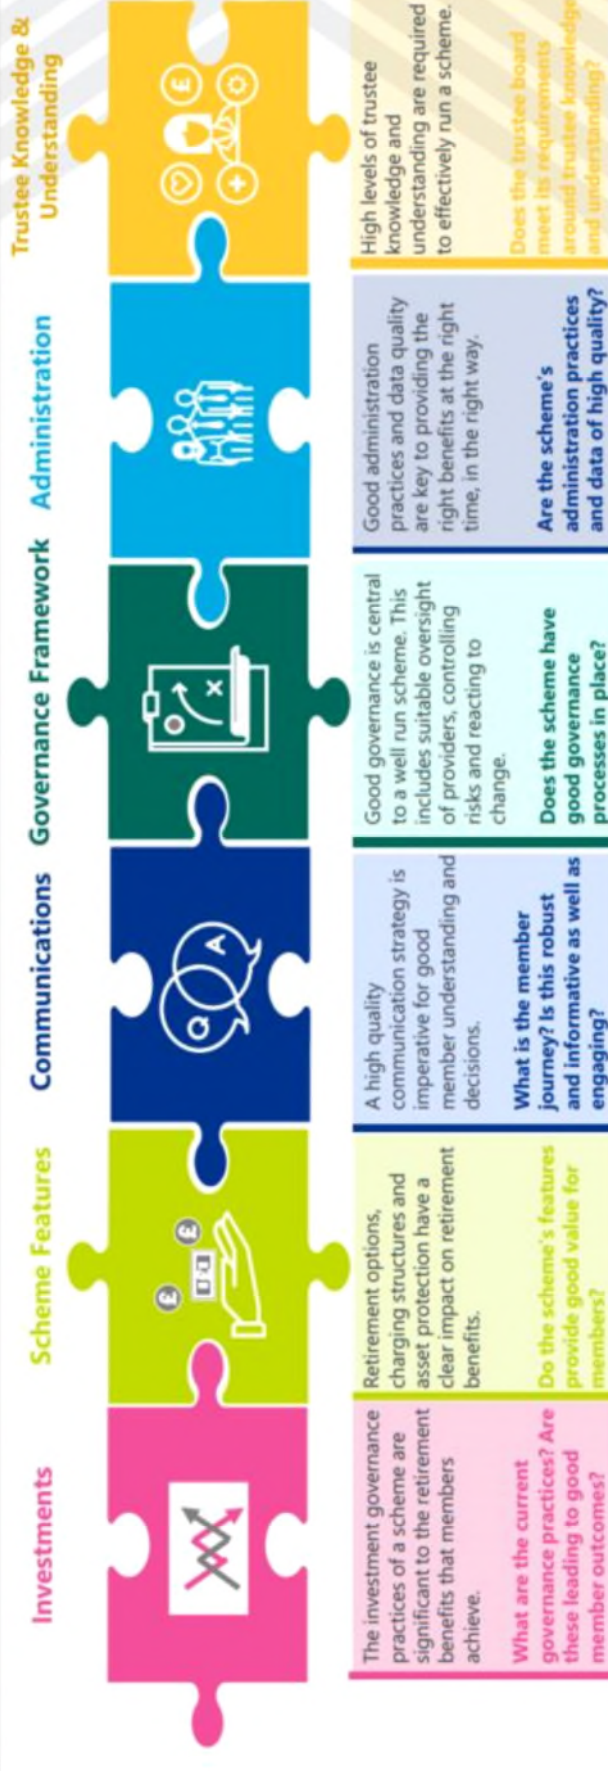 Investments
Scheme Features
Communications
Governance Framework
Administration
Trustee Knowledge &
Understanding
£
£
Q
A
X
£
The investment governance
practices of a scheme are
significant to the retirement
benefits that members
achieve.
What are the current
governance practices? Are
these leading to good
member outcomes?
Retirement options,
charging structures and
asset protection have a
clear impact on retirement
benefits.
Do the scheme's features
provide good value for
members?
A high quality
communication strategy is
imperative for good
member understanding and
decisions.
What is the member
journey? Is this robust
and informative as well as
engaging?
Good governance is central
to a well run scheme. This
includes suitable oversight
of providers, controlling
risks and reacting to
change.
Does the scheme have
good governance
processes in place?
Good administration
practices and data quality
are key to providing the
right benefits at the right
time, in the right way.
Are the scheme's
administration practices
and data of high quality?
High levels of trustee
knowledge and
understanding are required
to effectively run a scheme.
Does the trustee board
meet its requirements
around trustee knowledge
and understanding?